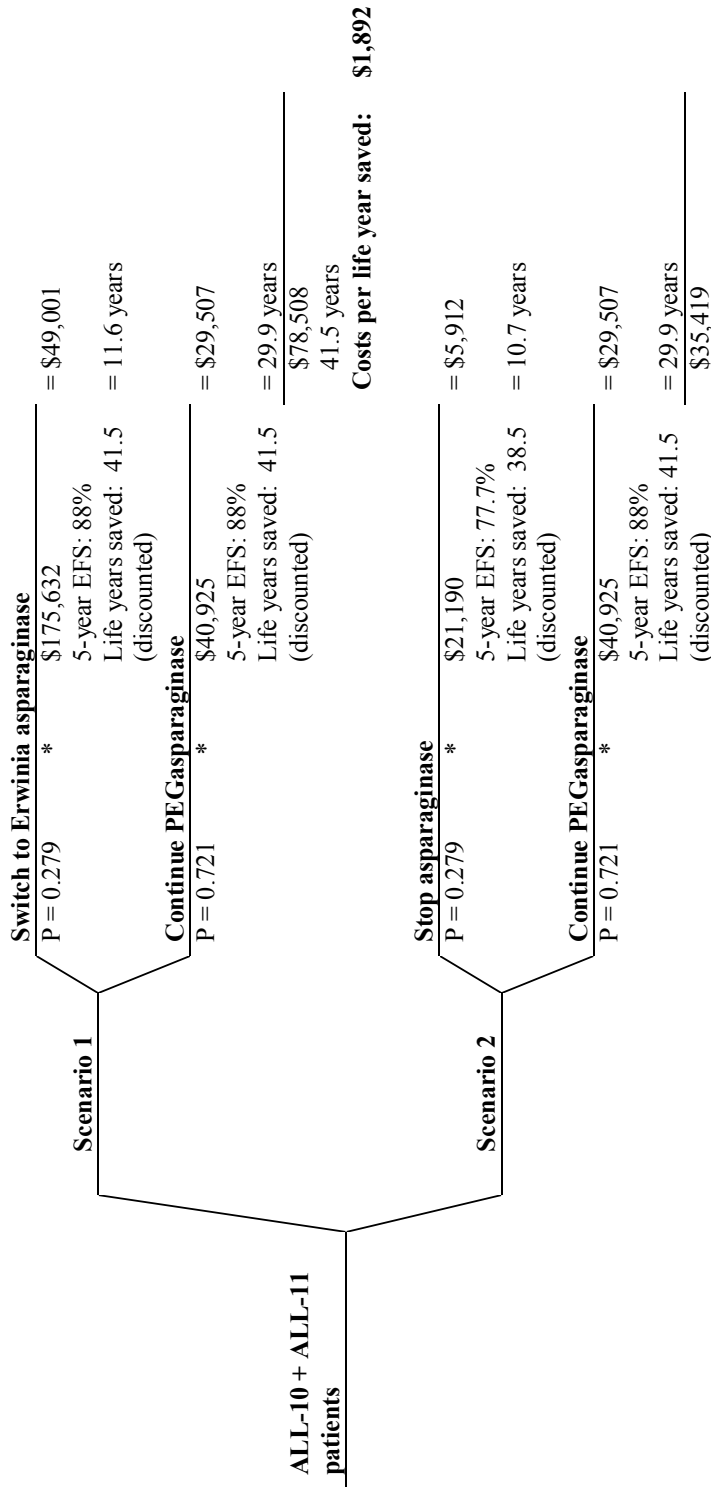 ALL-10 + ALL-11
patients
Scenario 1
Switch to Erwinia asparaginase
P = 0.279 * $175,632 = $49,001
5-year EFS: 88%
Life years saved: 41.5 = 11.6 years
(discounted)
Continue PEGasparaginase
P = 0.721 * $40,925 = $29,507
5-year EFS: 88%
Life years saved: 41.5 = 29.9 years
(discounted) $78,508
41.5 years
Costs per life year saved: $1,892
Scenario 2
Stop asparaginase
P = 0.279 * $21,190 = $5,912
5-year EFS: 77.7%
Life years saved: 38.5 = 10.7 years
(discounted)
Continue PEGasparaginase
P = 0.721 * $40,925 = $29,507
5-year EFS: 88%
Life years saved: 41.5 = 29.9 years
(discounted) $35,419